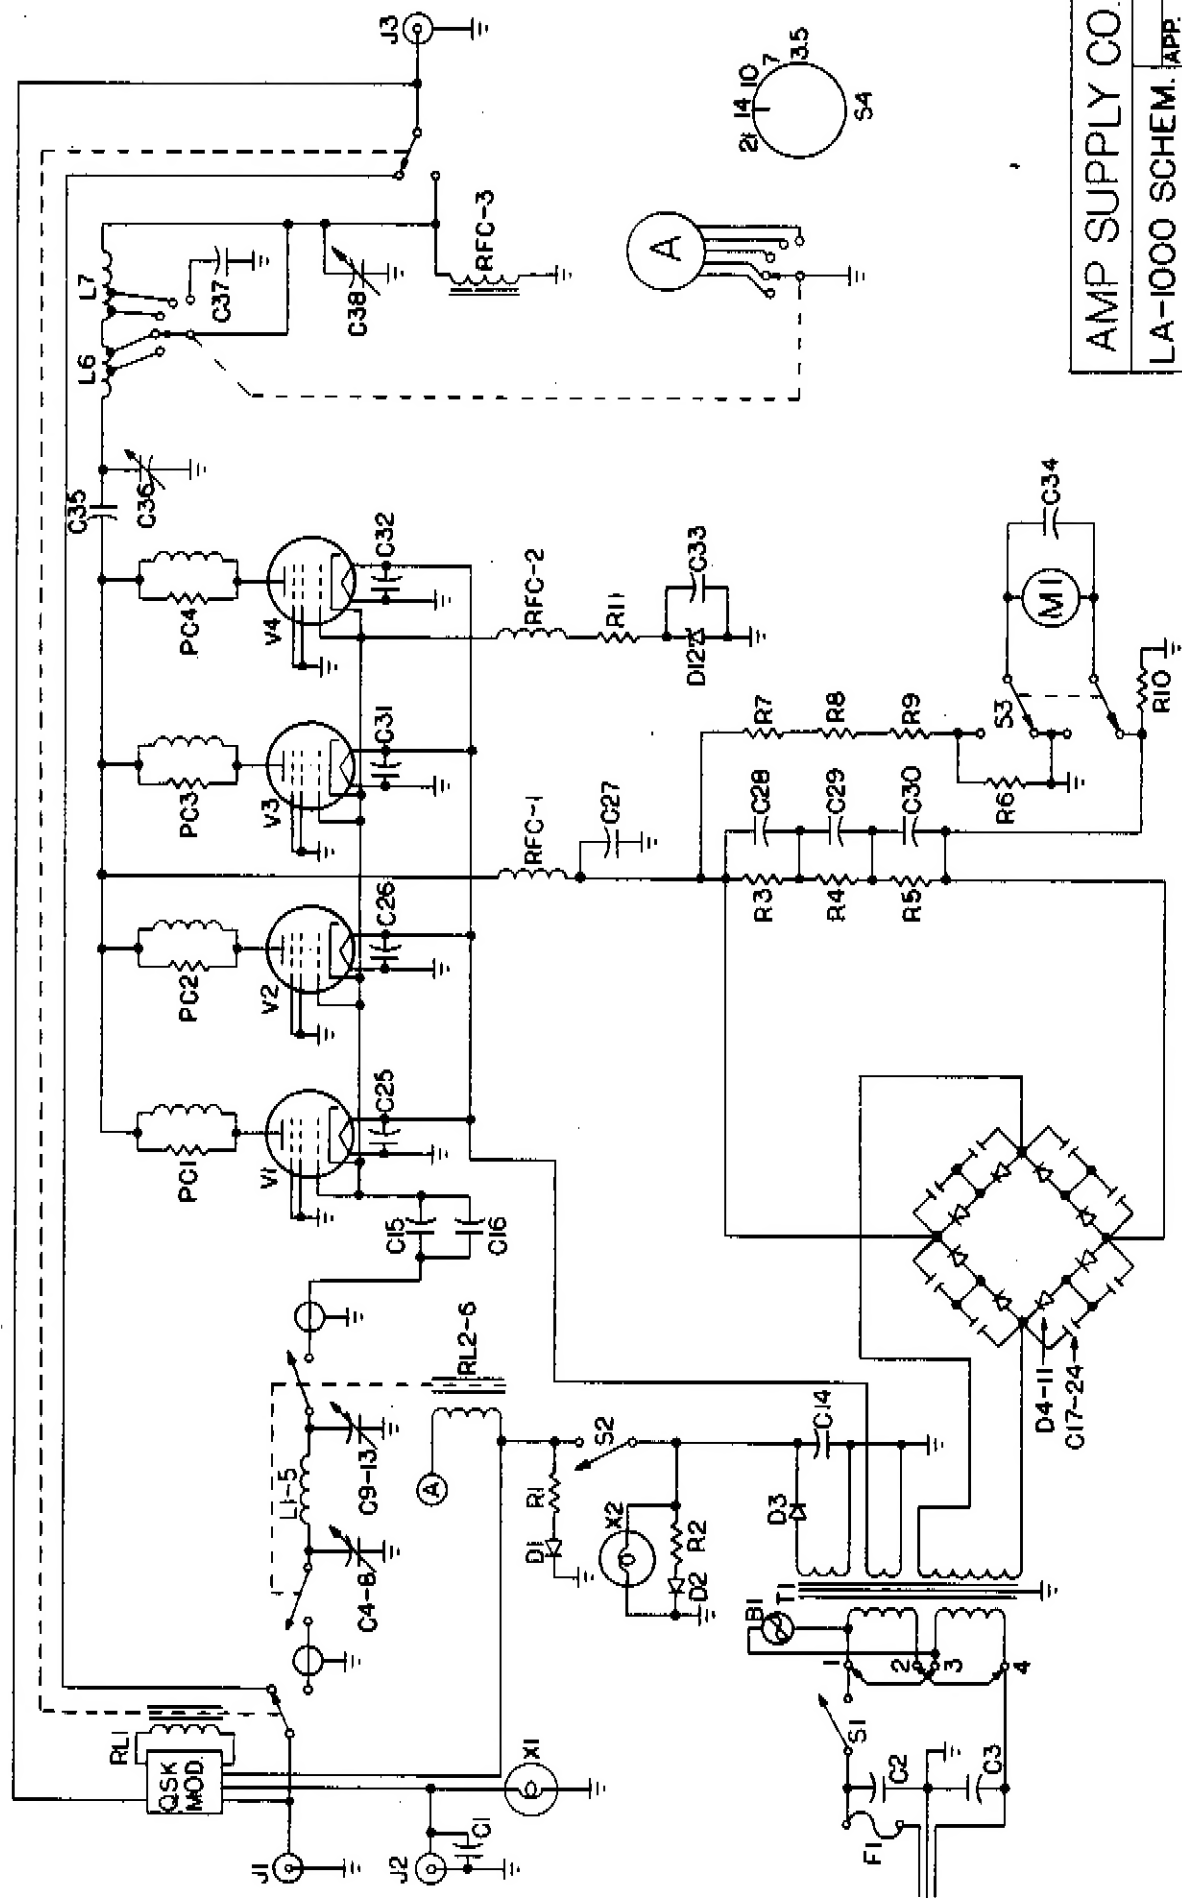 QSK
MOD.
RL1
J1
J2
C1
X1
L1-5
C4-8
C9-13
RL2-6
A
C15
C16
PC1
V1
C25
PC2
V2
C26
PC3
V3
C31
PC4
V4
C32
C35
C36
L6
L7
C37
C38
RFC-3
J3
RFC-1
C27
RFC-2
R11
D12
C33
D1
R1
S2
X2
D2
R2
D3
C14
B1
T1
1
2
3
4
S1
F1
C2
C3
D4-11
C17-24
R3
C28
R4
C29
R5
C30
R7
R8
R9
R6
S3
R10
M1
C34
A
21
14
10
7
3.5
S4
AMP SUPPLY CO.
LA-1000 SCHEM.
APP.